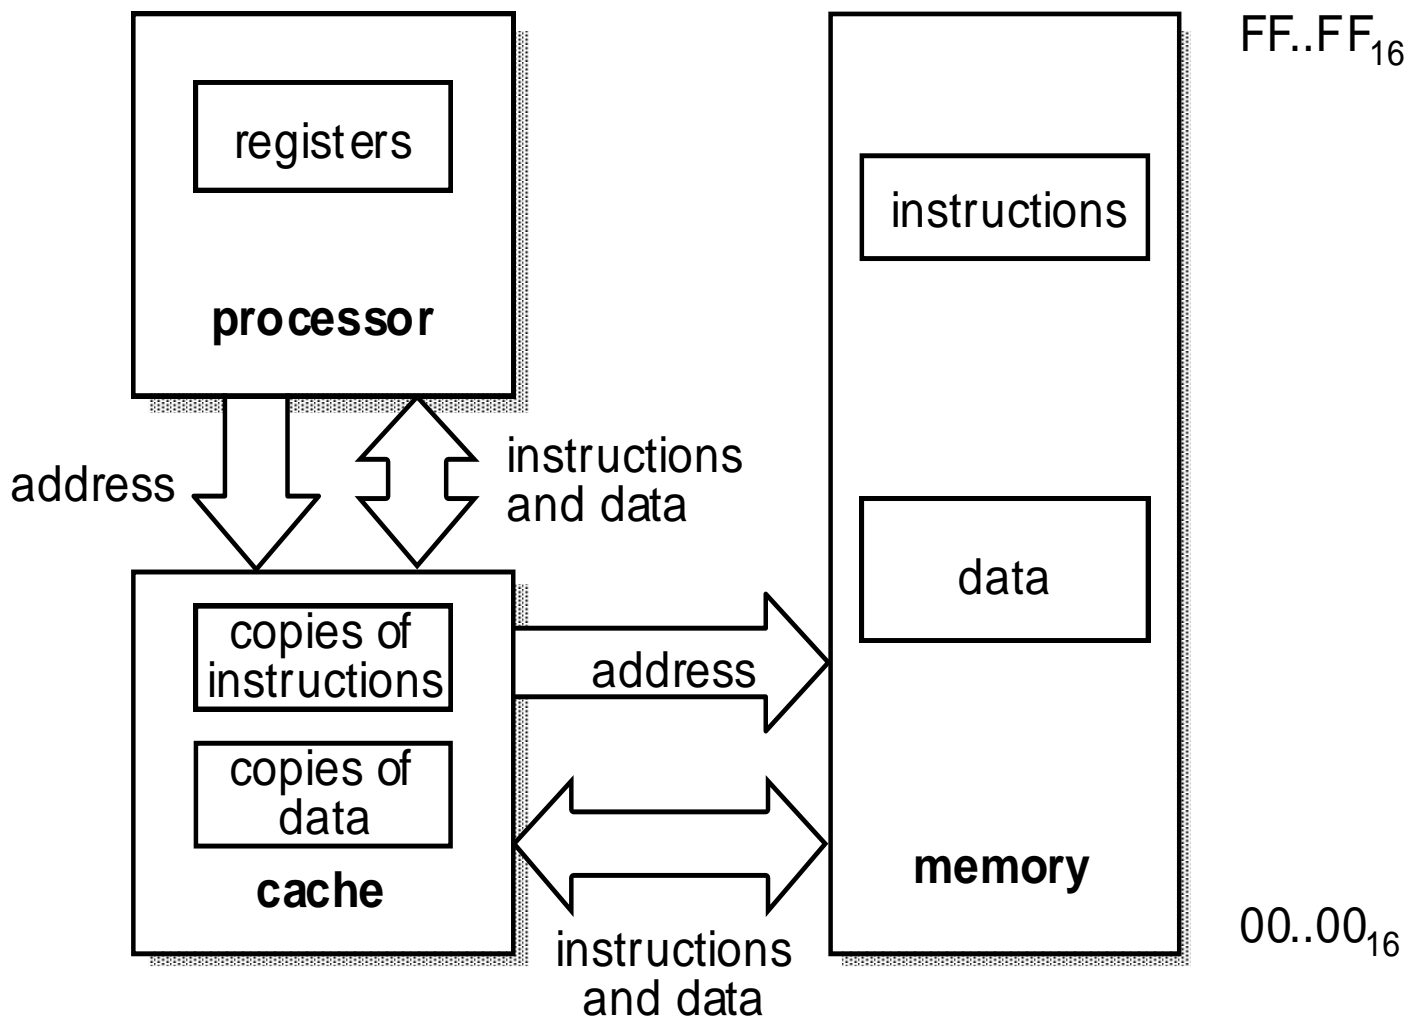 registers
processor
address
instructions
and data
copies of
instructions
copies of
data
cache
address
instructions
and data
instructions
data
memory
FF..FF16
00..0016